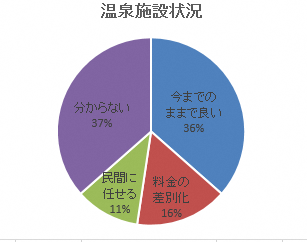 温泉施設状況
今までの
ままで良い
36%
料金の
差別化
16%
民間に
任せる
11%
分からない
37%